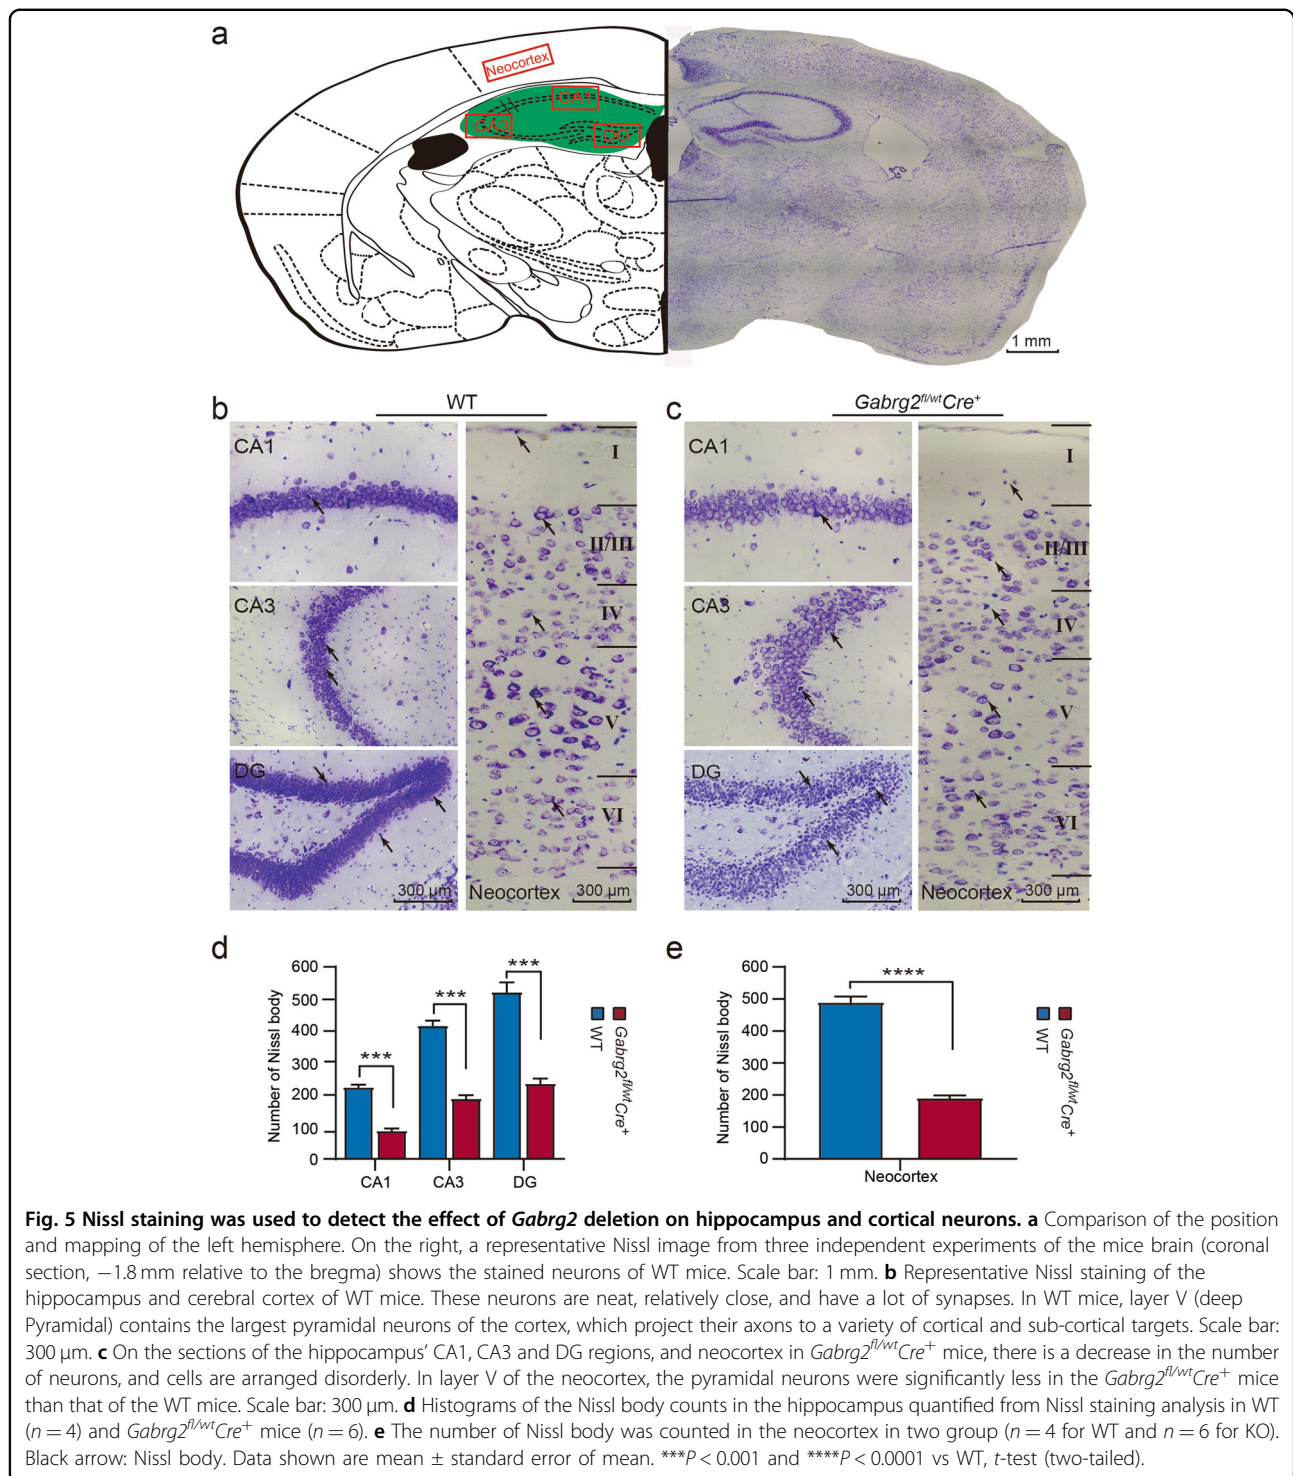 a
Neocortex
CA1
CA3
DG
1 mm
b
WT
CA1
CA3
DG
300 µm
I
II/III
IV
V
VI
Neocortex
300 µm
c
Gabrg2fl/wtCre+
CA1
CA3
DG
300 µm
I
II/III
IV
V
VI
Neocortex
300 µm
d
Number of Nissl body
600
500
400
300
200
100
0
***
***
***
CA1
CA3
DG
WT
Gabrg2fl/wtCre+
e
Number of Nissl body
600
500
400
300
200
100
0
****
Neocortex
WT
Gabrg2fl/wtCre+
Fig. 5 Nissl staining was used to detect the effect of Gabrg2 deletion on hippocampus and cortical neurons. a Comparison of the position
and mapping of the left hemisphere. On the right, a representative Nissl image from three independent experiments of the mice brain (coronal
section, −1.8 mm relative to the bregma) shows the stained neurons of WT mice. Scale bar: 1 mm. b Representative Nissl staining of the
hippocampus and cerebral cortex of WT mice. These neurons are neat, relatively close, and have a lot of synapses. In WT mice, layer V (deep
Pyramidal) contains the largest pyramidal neurons of the cortex, which project their axons to a variety of cortical and sub-cortical targets. Scale bar:
300 µm. c On the sections of the hippocampus' CA1, CA3 and DG regions, and neocortex in Gabrg2fl/wtCre+ mice, there is a decrease in the number
of neurons, and cells are arranged disorderly. In layer V of the neocortex, the pyramidal neurons were significantly less in the Gabrg2fl/wtCre+ mice
than that of the WT mice. Scale bar: 300 µm. d Histograms of the Nissl body counts in the hippocampus quantified from Nissl staining analysis in WT
(n = 4) and Gabrg2fl/wtCre+ mice (n = 6). e The number of Nissl body was counted in the neocortex in two group (n = 4 for WT and n = 6 for KO).
Black arrow: Nissl body. Data shown are mean ± standard error of mean. ***P < 0.001 and ****P < 0.0001 vs WT, t-test (two-tailed).